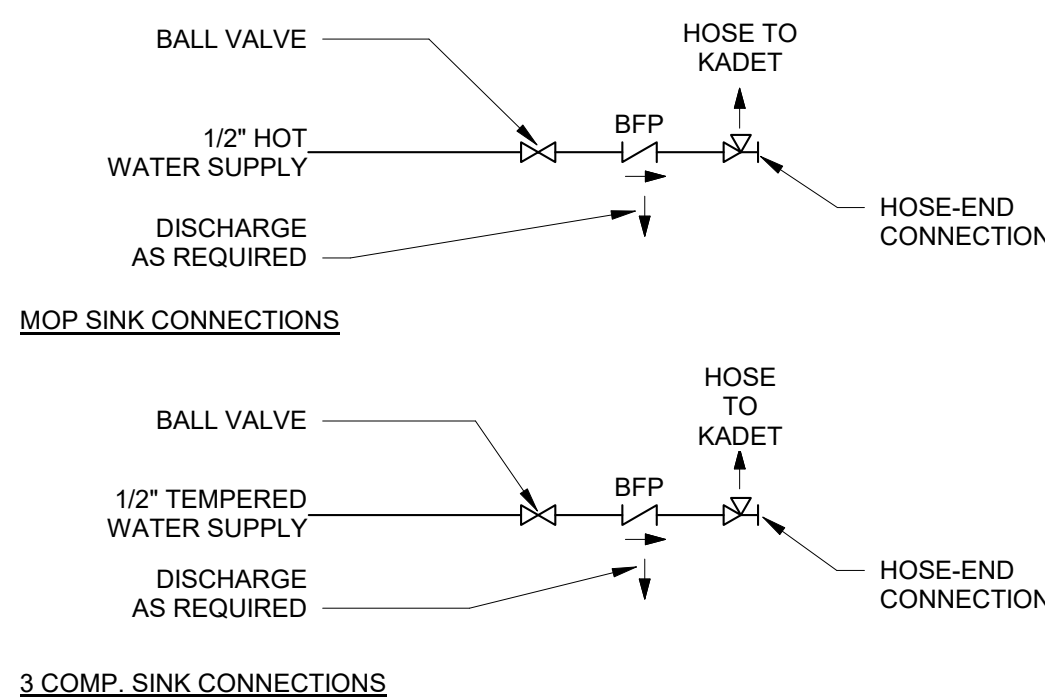 BALL VALVE
HOSE TO
KADET
1/2" HOT
WATER SUPPLY
BFP
DISCHARGE
AS REQUIRED
HOSE-END
CONNECTION
MOP SINK CONNECTIONS
BALL VALVE
HOSE
TO
KADET
1/2" TEMPERED
WATER SUPPLY
BFP
DISCHARGE
AS REQUIRED
HOSE-END
CONNECTION
3 COMP. SINK CONNECTIONS